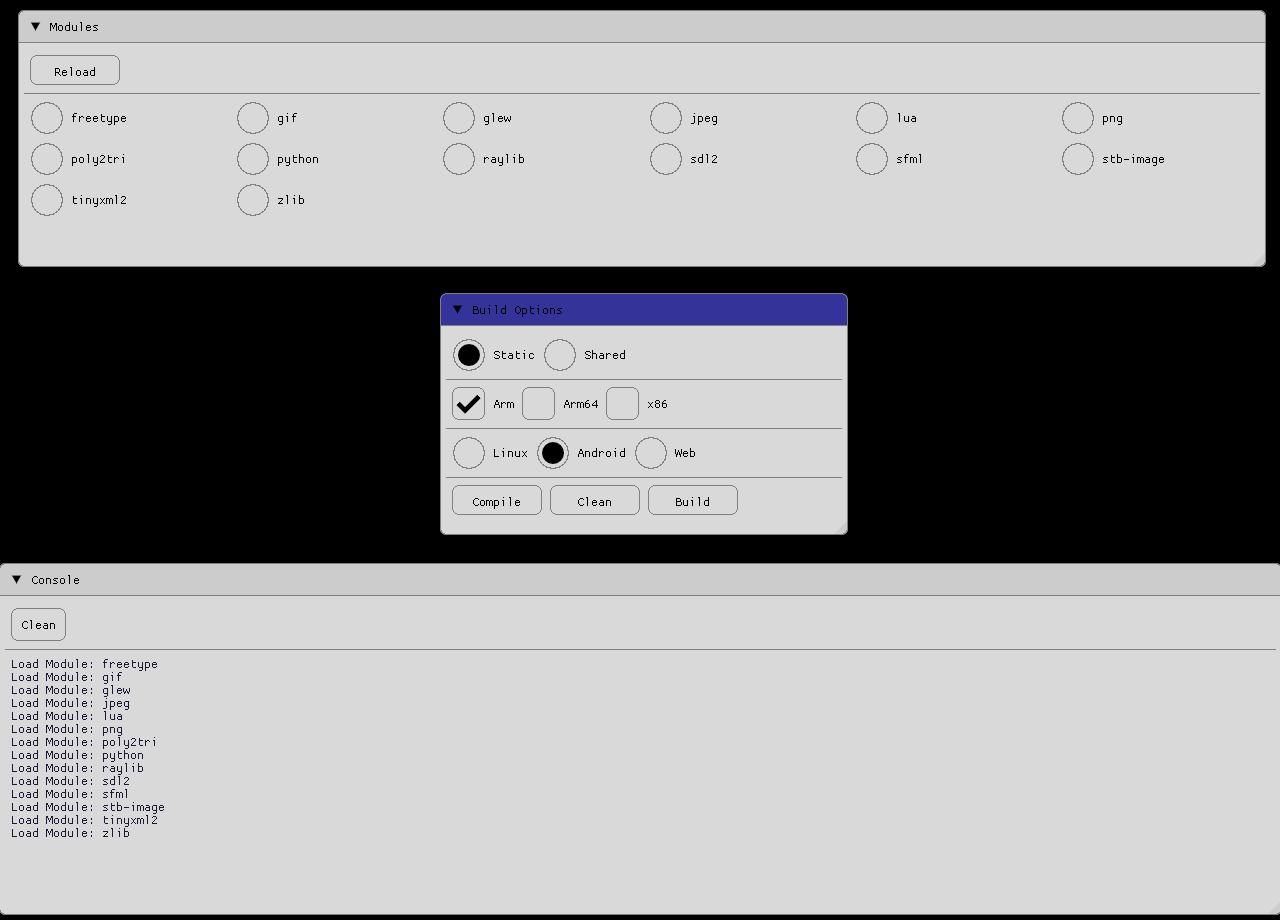 Modules
Reload
freetype gif glew jpeg lua png
poly2tri python raylib sdl2 sfml stb-image
tinyxml2 zlib
Build Options
Static Shared
Arm Arm64 x86
Linux Android Web
Compile Clean Build
Console
Clean
Load Module: freetype
Load Module: gif
Load Module: glew
Load Module: jpeg
Load Module: lua
Load Module: png
Load Module: poly2tri
Load Module: python
Load Module: raylib
Load Module: sdl2
Load Module: sfml
Load Module: stb-image
Load Module: tinyxml2
Load Module: zlib